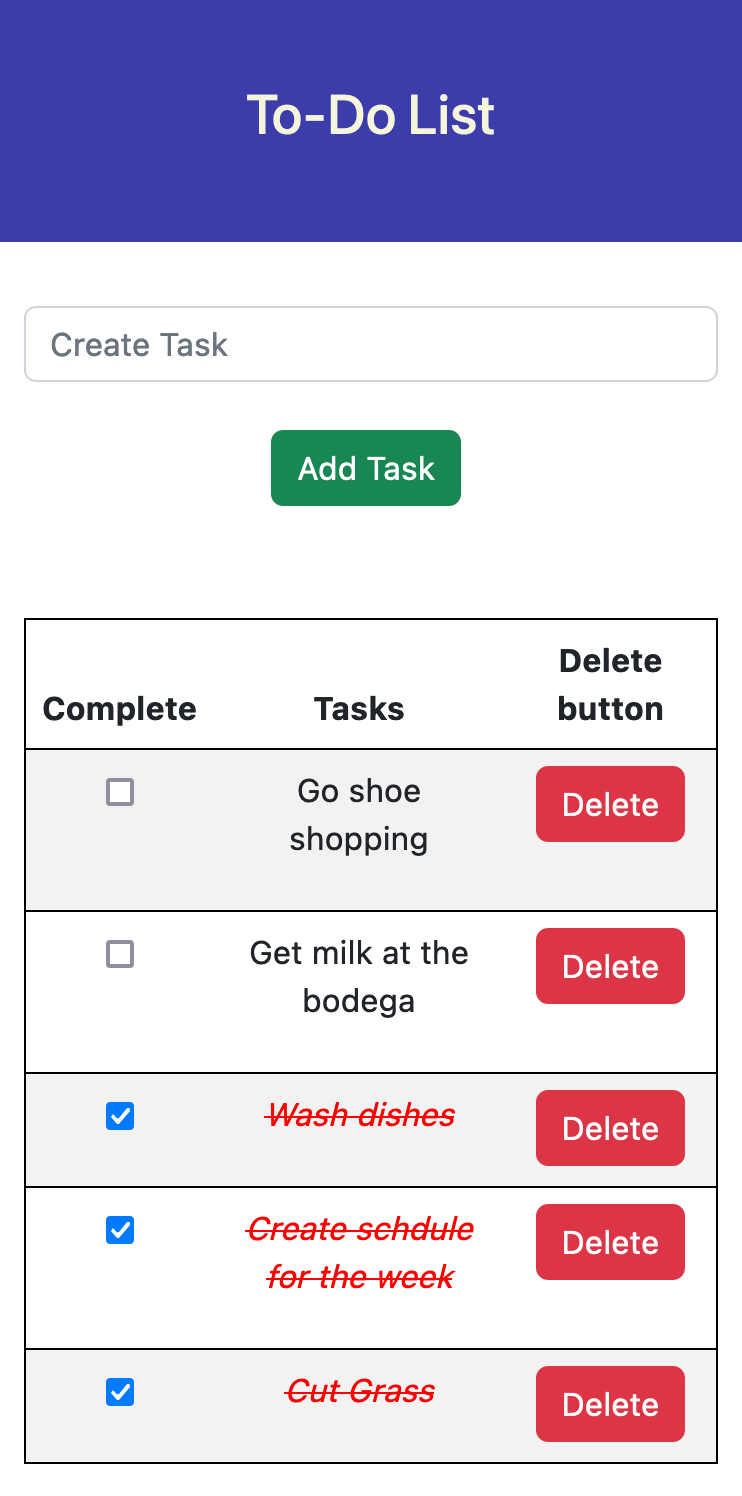 To-Do List
Create Task
Add Task
Delete
Complete Tasks button
Go shoe Delete
shopping
Get milk at the Delete
bodega
Wash dishes Delete
Create schdule Delete
for the week
Cut Grass Delete